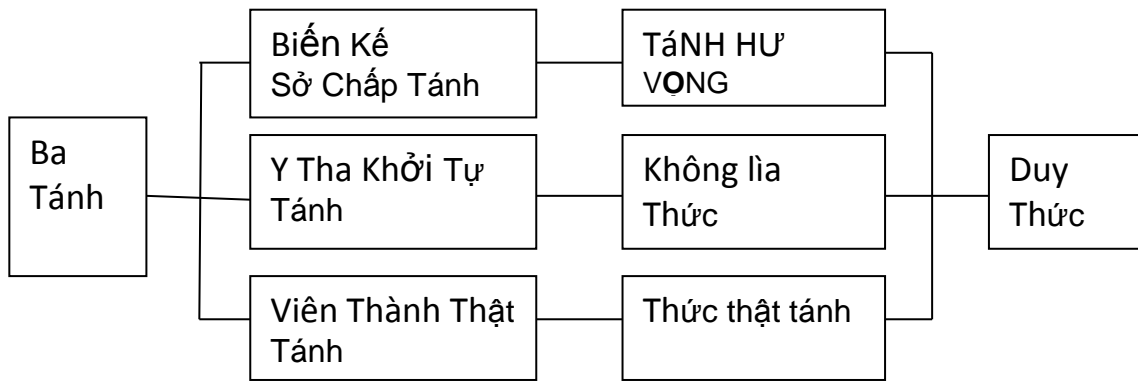 Biến Kế
Sở Chấp Tánh
TáNH HƯ
VỌNG
Ba
Tánh
Y Tha Khởi Tự
Tánh
Không lìa
Thức
Duy
Thức
Viên Thành Thật
Tánh
Thức thật tánh